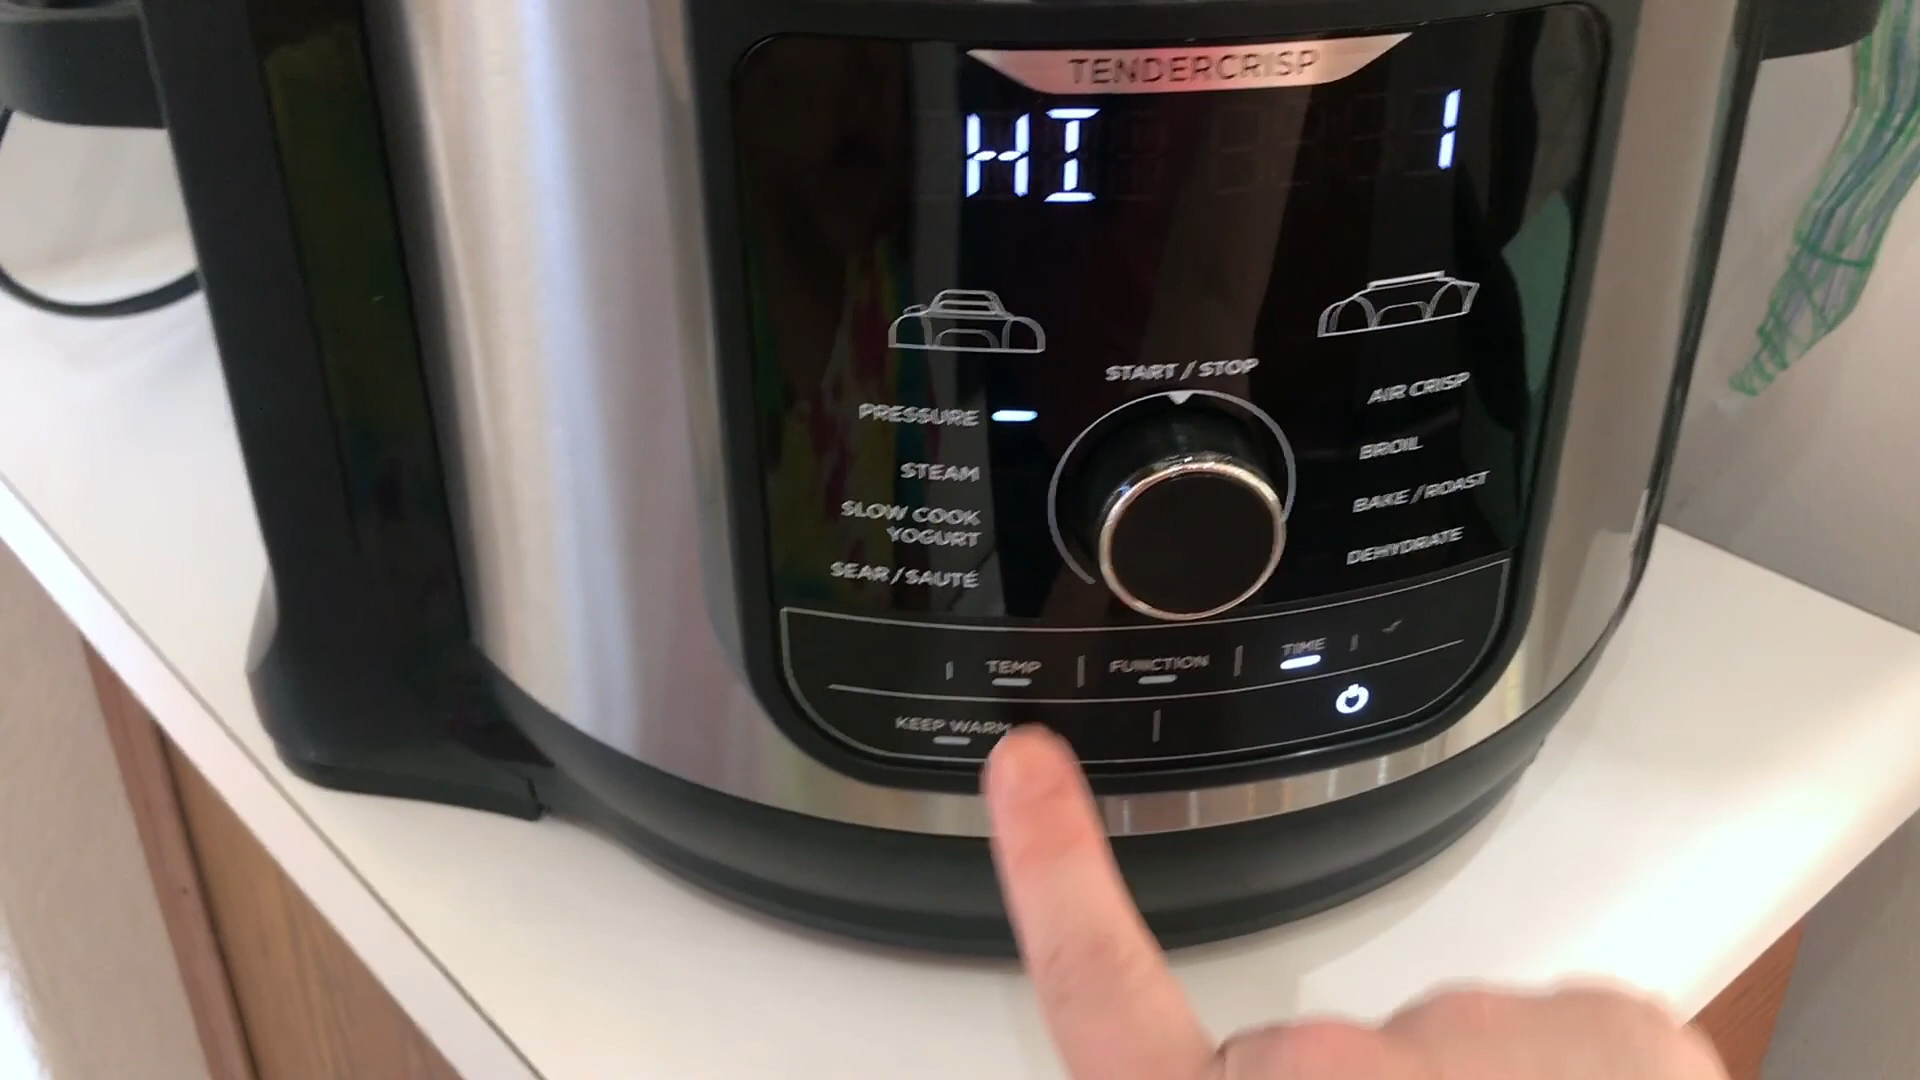 TENDERCRISP
HI 1
START / STOP
PRESSURE
STEAM
SLOW COOK
YOGURT
SEAR / SAUTÉ
AIR CRISP
BROIL
BAKE / ROAST
DEHYDRATE
TEMP
FUNCTION
TIME
KEEP WARM